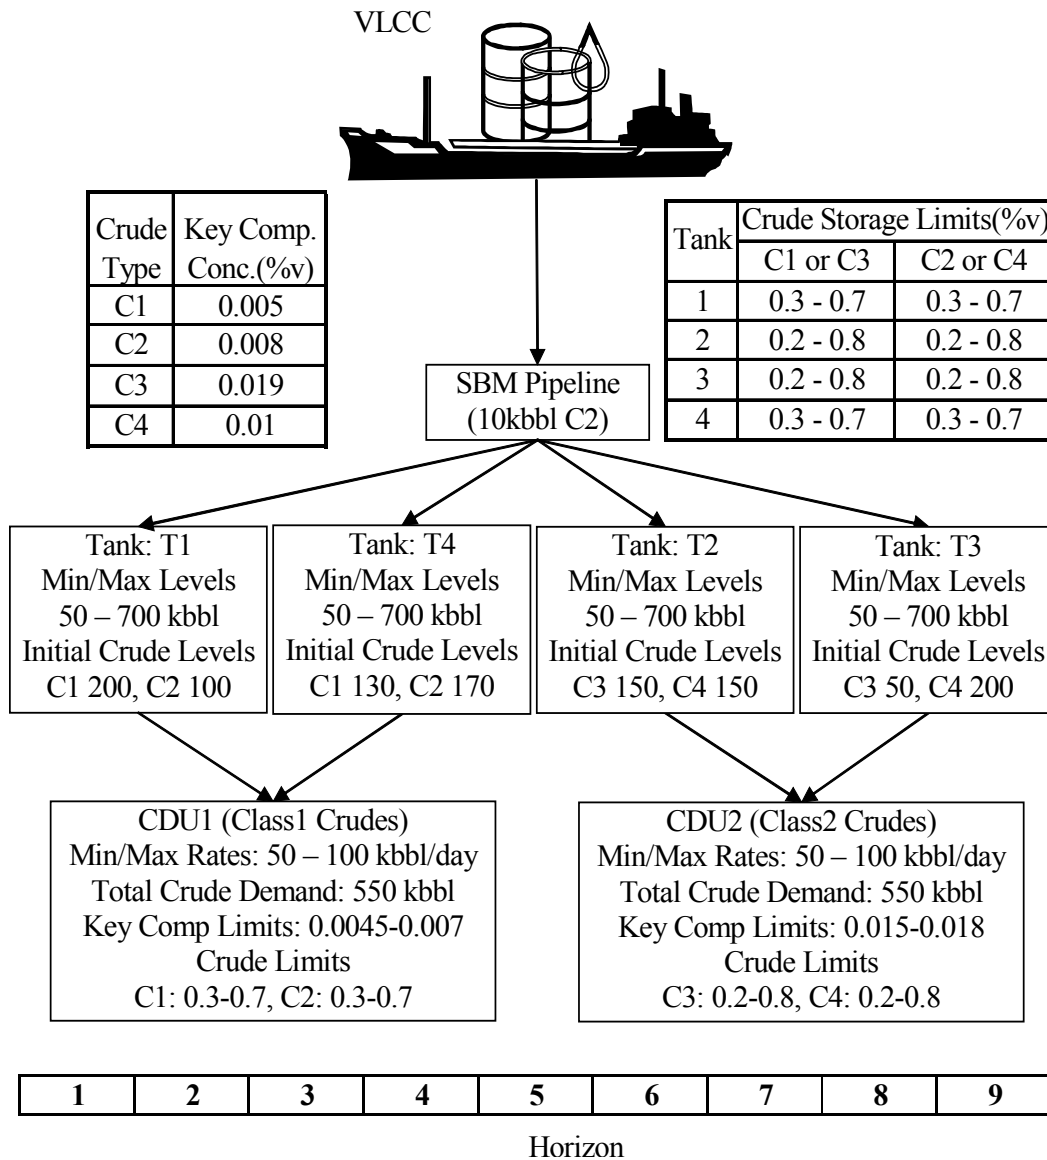 VLCC
Crude Type Key Comp. Conc.(%v)
C1 0.005
C2 0.008
C3 0.019
C4 0.01
Tank Crude Storage Limits(%v)
C1 or C3 C2 or C4
1 0.3 - 0.7 0.3 - 0.7
2 0.2 - 0.8 0.2 - 0.8
3 0.2 - 0.8 0.2 - 0.8
4 0.3 - 0.7 0.3 - 0.7
SBM Pipeline
(10kbbl C2)
Tank: T1
Min/Max Levels
50 – 700 kbbl
Initial Crude Levels
C1 200, C2 100
Tank: T4
Min/Max Levels
50 – 700 kbbl
Initial Crude Levels
C1 130, C2 170
Tank: T2
Min/Max Levels
50 – 700 kbbl
Initial Crude Levels
C3 150, C4 150
Tank: T3
Min/Max Levels
50 – 700 kbbl
Initial Crude Levels
C3 50, C4 200
CDU1 (Class1 Crudes)
Min/Max Rates: 50 – 100 kbbl/day
Total Crude Demand: 550 kbbl
Key Comp Limits: 0.0045-0.007
Crude Limits
C1: 0.3-0.7, C2: 0.3-0.7
CDU2 (Class2 Crudes)
Min/Max Rates: 50 – 100 kbbl/day
Total Crude Demand: 550 kbbl
Key Comp Limits: 0.015-0.018
Crude Limits
C3: 0.2-0.8, C4: 0.2-0.8
1 2 3 4 5 6 7 8 9
Horizon